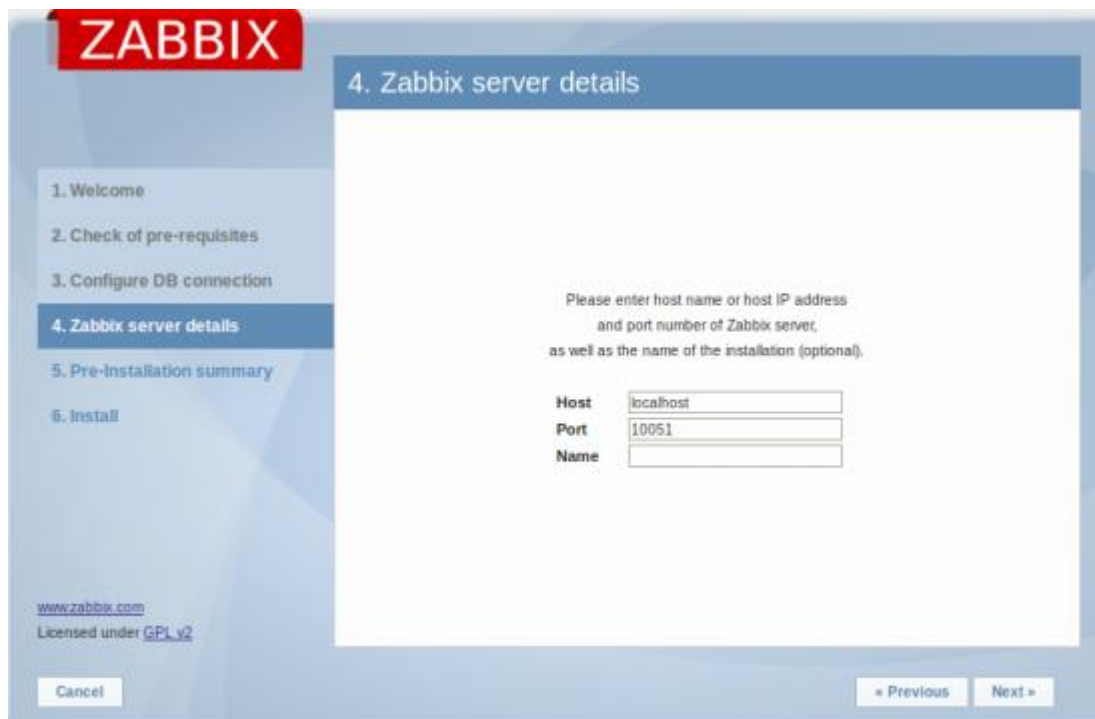 ZABBIX
4. Zabbix server details
1. Welcome
2. Check of pre-requisites
3. Configure DB connection
4. Zabbix server details
5. Pre-Installation summary
6. Install
Please enter host name or host IP address
and port number of Zabbix server,
as well as the name of the installation (optional).
Host localhost
Port 10051
Name
www.zabbix.com
Licensed under GPL v2
Cancel
« Previous
Next »